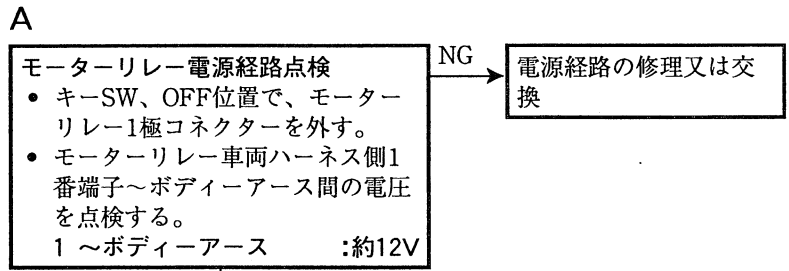 A
モーターリレー電源経路点検
● キーSW、OFF位置で、モーター
リレー1極コネクターを外す。
● モーターリレー車両ハーネス側1
番端子～ボディーアース間の電圧
を点検する。
1 ～ボディーアース :約12V
NG
電源経路の修理又は交
換